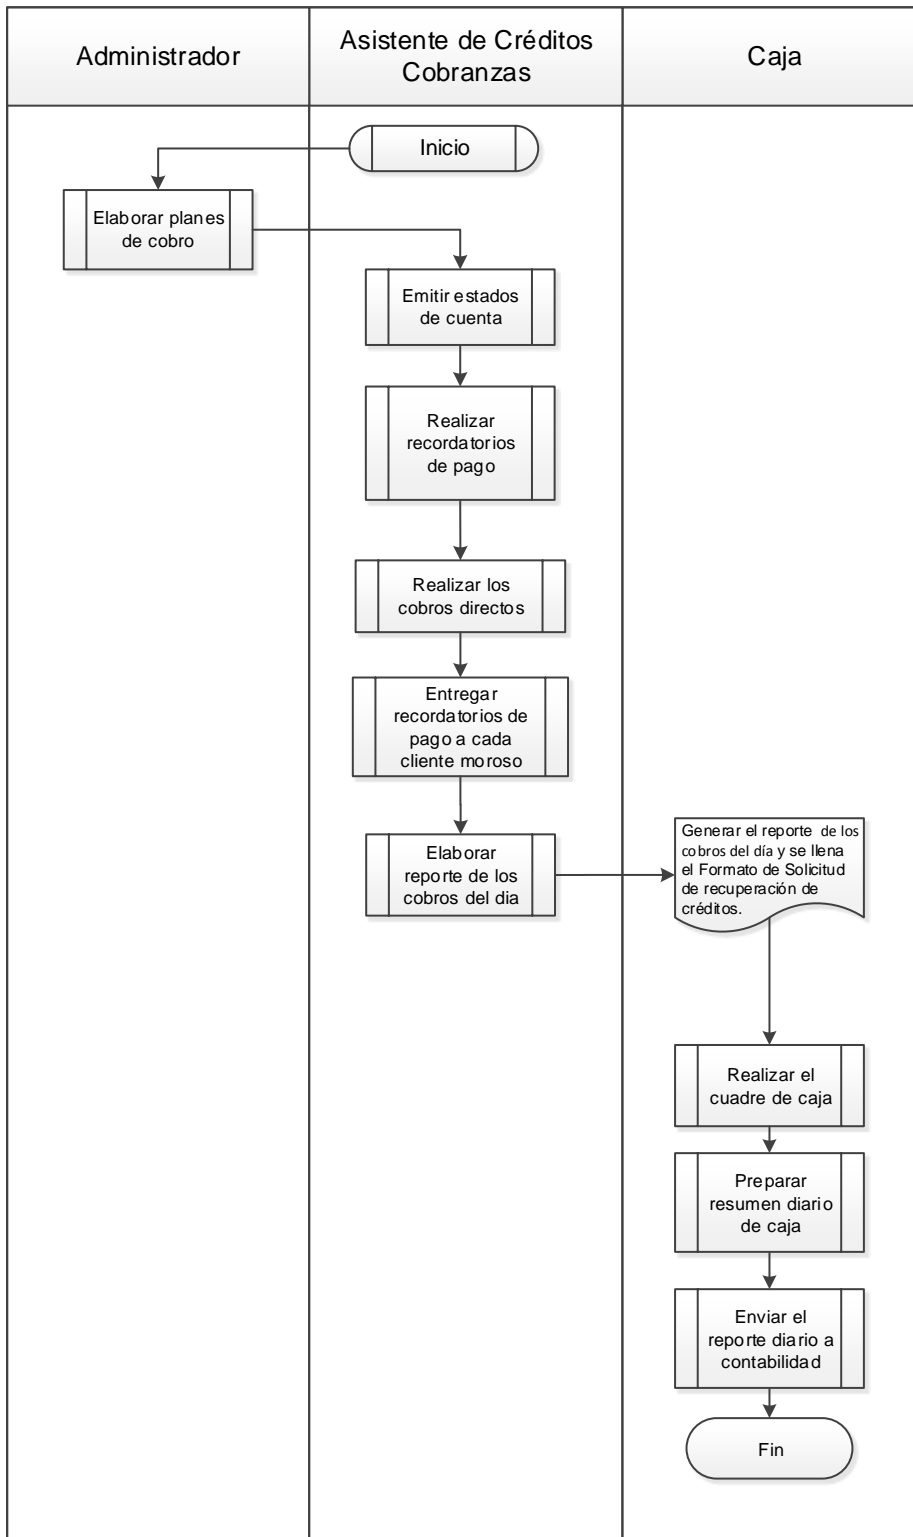 Administrador
Asistente de Créditos
Cobranzas
Caja
Inicio
Elaborar planes
de cobro
Emitir estados
de cuenta
Realizar
recordatorios
de pago
Realizar los
cobros directos
Entregar
recordatorios de
pago a cada
cliente moroso
Elaborar
reporte de los
cobros del dia
Generar el reporte de los
cobros del día y se llena
el Formato de Solicitud
de recuperación de
créditos.
Realizar el
cuadre de caja
Preparar
resumen diario
de caja
Enviar el
reporte diario a
contabilidad
Fin